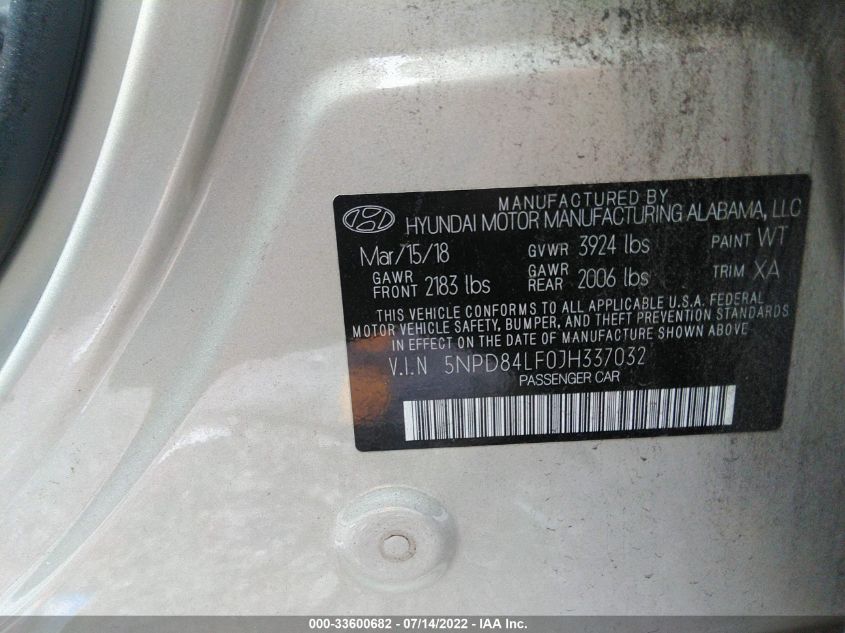 MANUFACTURED BY
HYUNDAI MOTOR MANUFACTURING ALABAMA, LLC
Mar/15/18 GVWR 3924 lbs PAINT WT
GAWR FRONT 2183 lbs GAWR REAR 2006 lbs TRIM XA
THIS VEHICLE CONFORMS TO ALL APPLICABLE U.S.A. FEDERAL
MOTOR VEHICLE SAFETY, BUMPER, AND THEFT PREVENTION STANDARDS
IN EFFECT ON THE DATE OF MANUFACTURE SHOWN ABOVE
V.I.N 5NPD84LF0JH337032
PASSENGER CAR
000-33600682 - 07/14/2022 - IAA Inc.